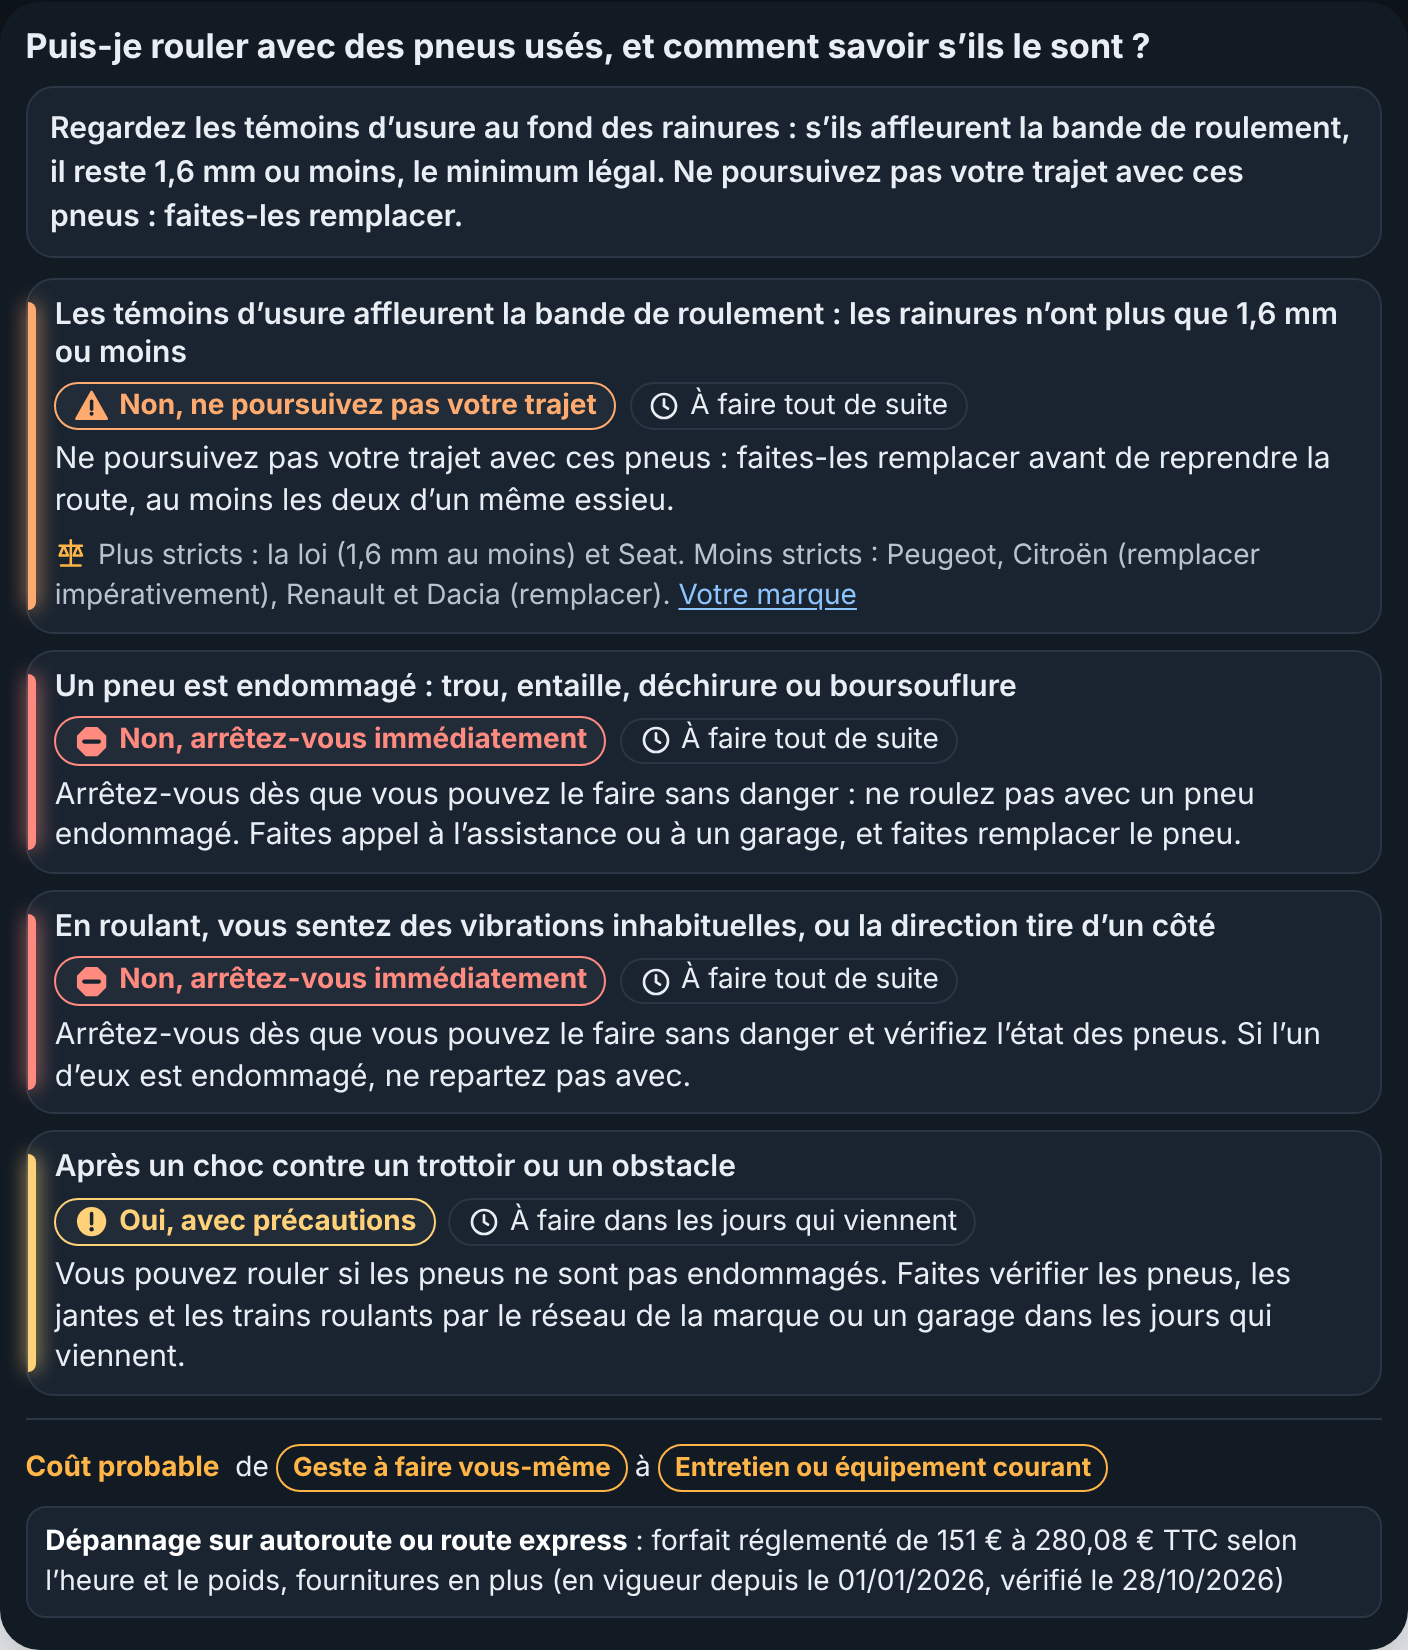 Puis-je rouler avec des pneus usés, et comment savoir s’ils le sont ?
Regardez les témoins d’usure au fond des rainures : s’ils affleurent la bande de roulement,
il reste 1,6 mm ou moins, le minimum légal. Ne poursuivez pas votre trajet avec ces
pneus : faites-les remplacer.
Les témoins d’usure affleurent la bande de roulement : les rainures n’ont plus que 1,6 mm
ou moins
Non, ne poursuivez pas votre trajet À faire tout de suite
Ne poursuivez pas votre trajet avec ces pneus : faites-les remplacer avant de reprendre la
route, au moins les deux d’un même essieu.
Plus stricts : la loi (1,6 mm au moins) et Seat. Moins stricts : Peugeot, Citroën (remplacer
impérativement), Renault et Dacia (remplacer). Votre marque
Un pneu est endommagé : trou, entaille, déchirure ou boursouflure
Non, arrêtez-vous immédiatement À faire tout de suite
Arrêtez-vous dès que vous pouvez le faire sans danger : ne roulez pas avec un pneu
endommagé. Faites appel à l’assistance ou à un garage, et faites remplacer le pneu.
En roulant, vous sentez des vibrations inhabituelles, ou la direction tire d’un côté
Non, arrêtez-vous immédiatement À faire tout de suite
Arrêtez-vous dès que vous pouvez le faire sans danger et vérifiez l’état des pneus. Si l’un
d’eux est endommagé, ne repartez pas avec.
Après un choc contre un trottoir ou un obstacle
Oui, avec précautions À faire dans les jours qui viennent
Vous pouvez rouler si les pneus ne sont pas endommagés. Faites vérifier les pneus, les
jantes et les trains roulants par le réseau de la marque ou un garage dans les jours qui
viennent.
Coût probable de Geste à faire vous-même à Entretien ou équipement courant
Dépannage sur autoroute ou route express : forfait réglementé de 151 € à 280,08 € TTC selon
l’heure et le poids, fournitures en plus (en vigueur depuis le 01/01/2026, vérifié le 28/10/2026)